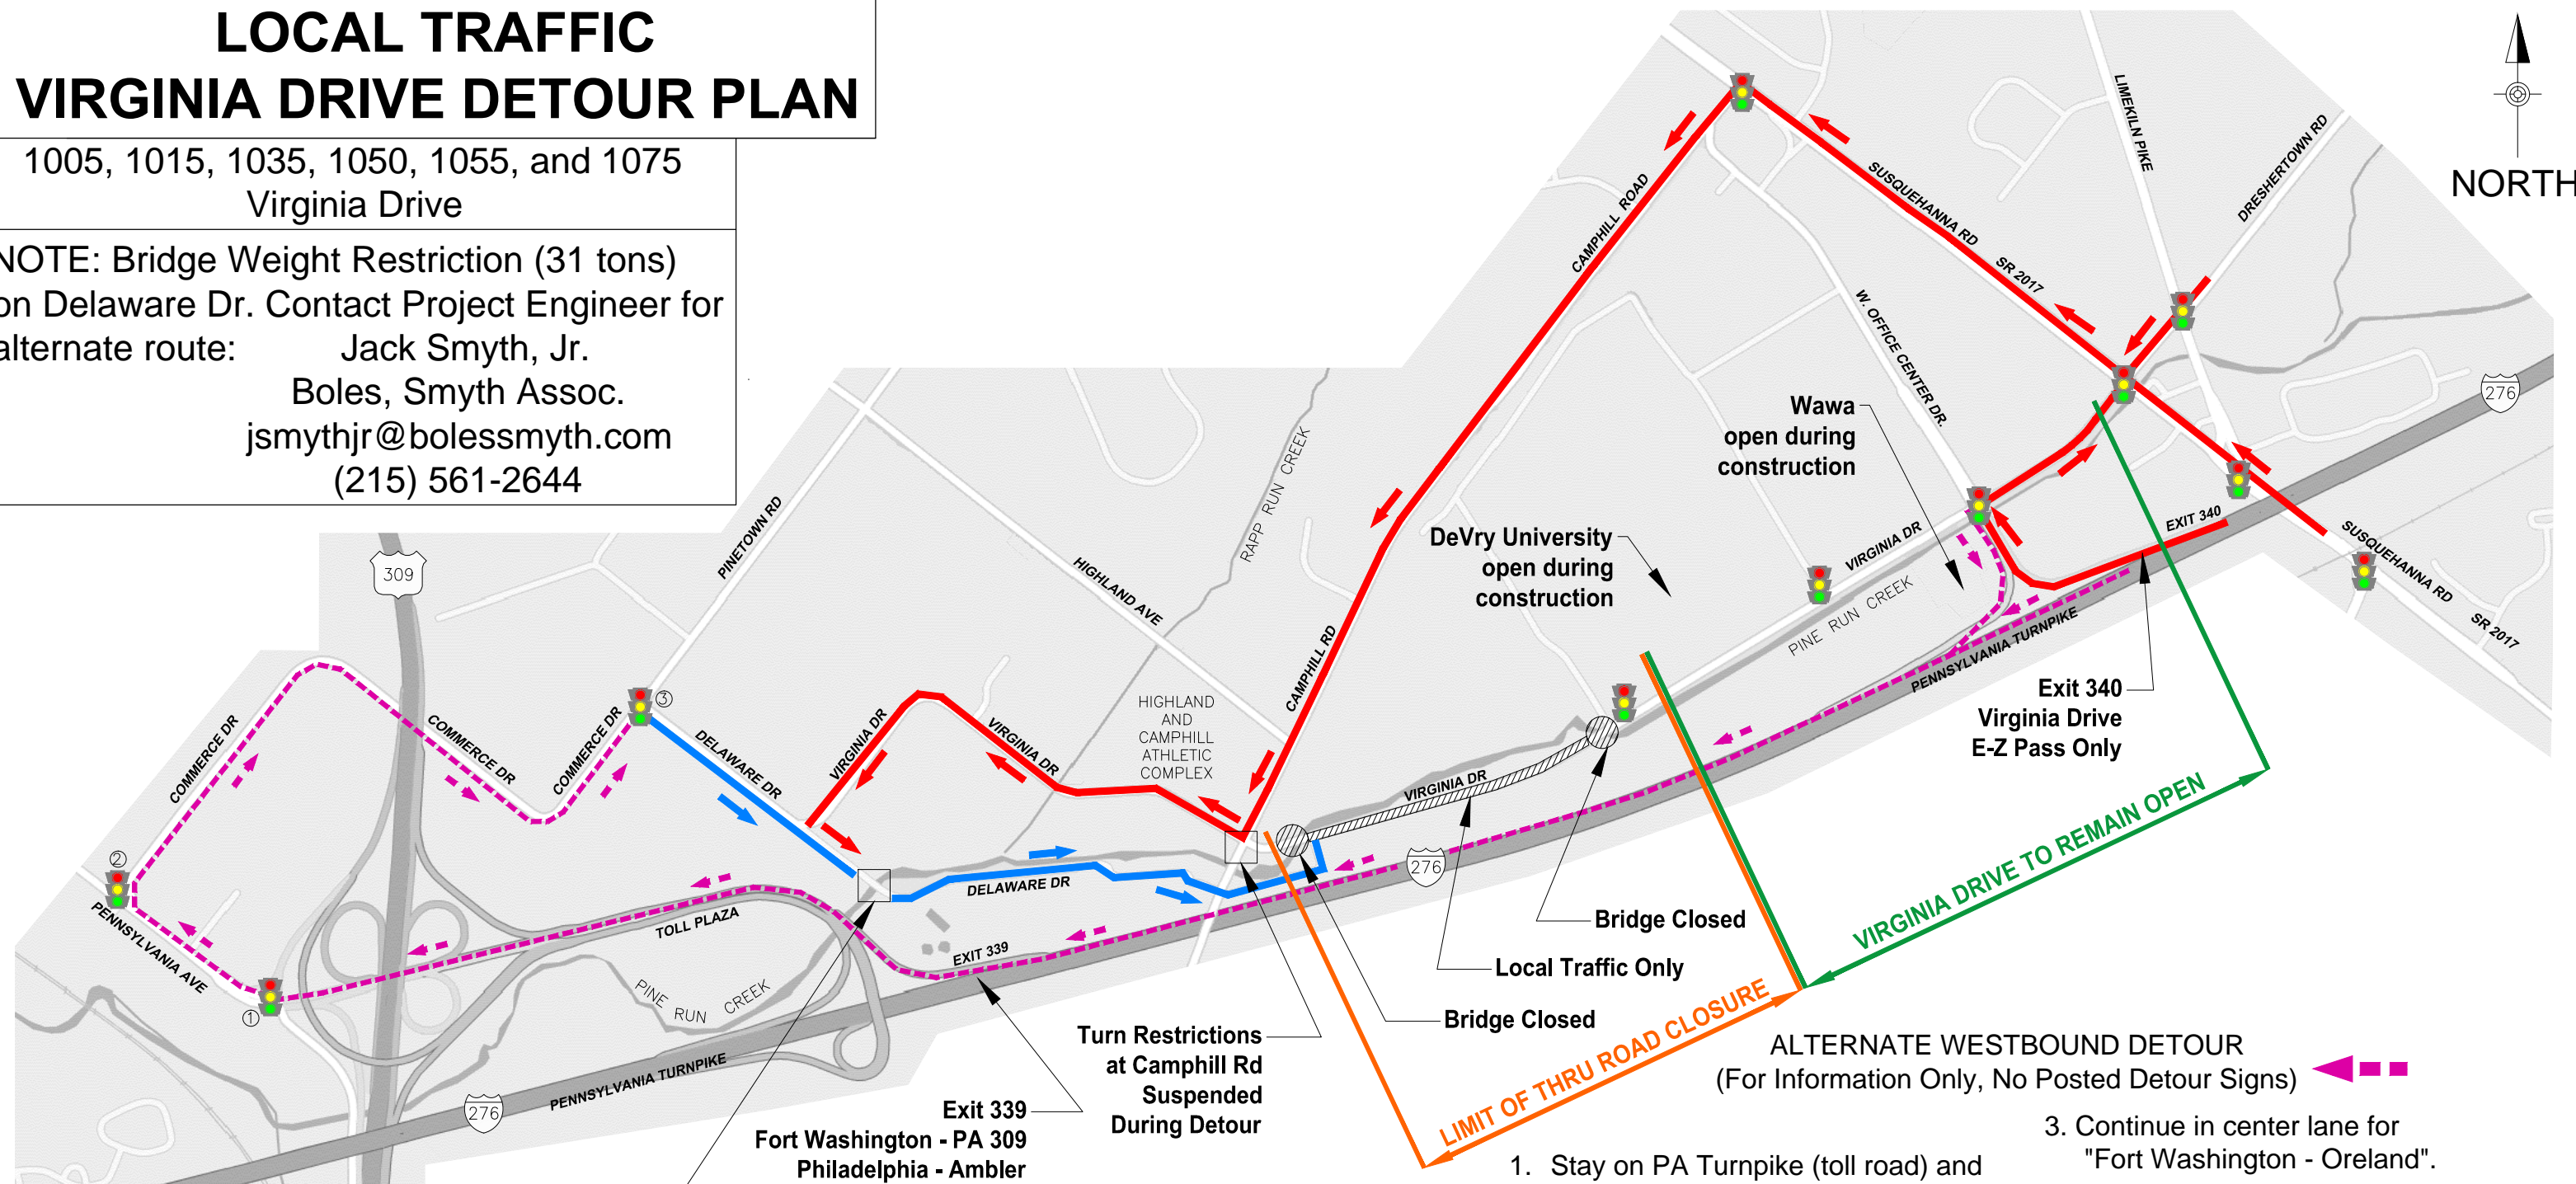 LOCAL TRAFFIC
VIRGINIA DRIVE DETOUR PLAN
1005, 1015, 1035, 1050, 1055, and 1075
Virginia Drive
NOTE: Bridge Weight Restriction (31 tons)
on Delaware Dr. Contact Project Engineer for
alternate route: Jack Smyth, Jr.
Boles, Smyth Assoc.
jsmythjr@bolessmyth.com
(215) 561-2644
NORTH
LIMEKILN PIKE
DRESHERTOWN RD
SUSQUEHANNA RD
SR 2017
CAMPHILL ROAD
W. OFFICE CENTER DR.
276
Wawa
open during
construction
RAPP RUN CREEK
PINETOWN RD
HIGHLAND AVE
DeVry University
open during
construction
VIRGINIA DR
PINE RUN CREEK
EXIT 340
SUSQUEHANNA RD
SR 2017
309
PENNSYLVANIA TURNPIKE
CAMPHILL RD
HIGHLAND
AND
CAMPHILL
ATHLETIC
COMPLEX
Exit 340
Virginia Drive
E-Z Pass Only
3
COMMERCE DR
COMMERCE DR
COMMERCE DR
DELAWARE DR
VIRGINIA DR
VIRGINIA DR
VIRGINIA DR
VIRGINIA DRIVE TO REMAIN OPEN
2
PENNSYLVANIA AVE
DELAWARE DR
276
TOLL PLAZA
EXIT 339
Bridge Closed
Local Traffic Only
Bridge Closed
1
PINE RUN CREEK
LIMIT OF THRU ROAD CLOSURE
Turn Restrictions
at Camphill Rd
Suspended
During Detour
PENNSYLVANIA TURNPIKE
276
Exit 339
Fort Washington - PA 309
Philadelphia - Ambler
ALTERNATE WESTBOUND DETOUR
(For Information Only, No Posted Detour Signs)
1. Stay on PA Turnpike (toll road) and
3. Continue in center lane for
"Fort Washington - Oreland".